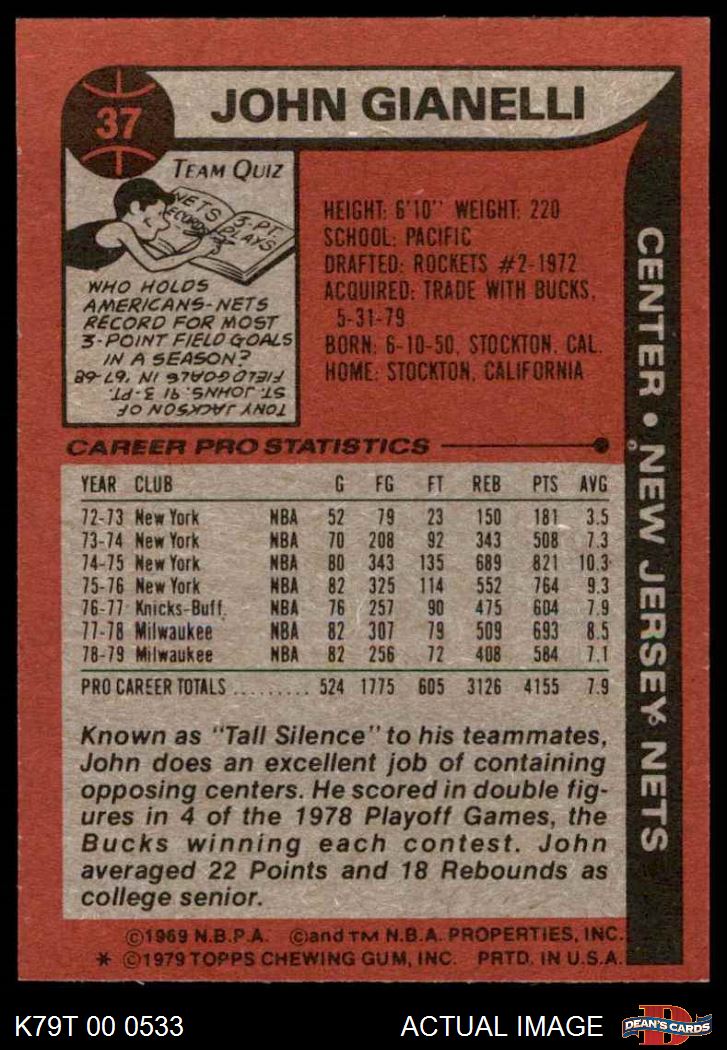 37
JOHN GIANELLI
TEAM QUIZ
NETS RECORDS
3-PT. PLAYS
WHO HOLDS
AMERICANS-NETS
RECORD FOR MOST
3-POINT FIELD GOALS
IN A SEASON?
TONY JACKSON OF
ST. JOHNS. 91 3-PT.
FIELD GOALS IN '67-68
HEIGHT: 6'10" WEIGHT: 220
SCHOOL: PACIFIC
DRAFTED: ROCKETS #2-1972
ACQUIRED: TRADE WITH BUCKS,
5-31-79
BORN: 6-10-50, STOCKTON, CAL.
HOME: STOCKTON, CALIFORNIA
CENTER • NEW JERSEY NETS
CAREER PRO STATISTICS
YEAR CLUB G FG FT REB PTS AVG
72-73 New York NBA 52 79 23 150 181 3.5
73-74 New York NBA 70 208 92 343 508 7.3
74-75 New York NBA 80 343 135 689 821 10.3
75-76 New York NBA 82 325 114 552 764 9.3
76-77 Knicks-Buff. NBA 76 257 90 475 604 7.9
77-78 Milwaukee NBA 82 307 79 509 693 8.5
78-79 Milwaukee NBA 82 256 72 408 584 7.1
PRO CAREER TOTALS ......... 524 1775 605 3126 4155 7.9
Known as "Tall Silence" to his teammates,
John does an excellent job of containing
opposing centers. He scored in double fig-
ures in 4 of the 1978 Playoff Games, the
Bucks winning each contest. John
averaged 22 Points and 18 Rebounds as
college senior.
©1969 N.B.P.A. ©and TM N.B.A. PROPERTIES, INC.
* ©1979 TOPPS CHEWING GUM, INC. PRTD. IN U.S.A.
K79T 00 0533
ACTUAL IMAGE
D
DEAN'S CARDS